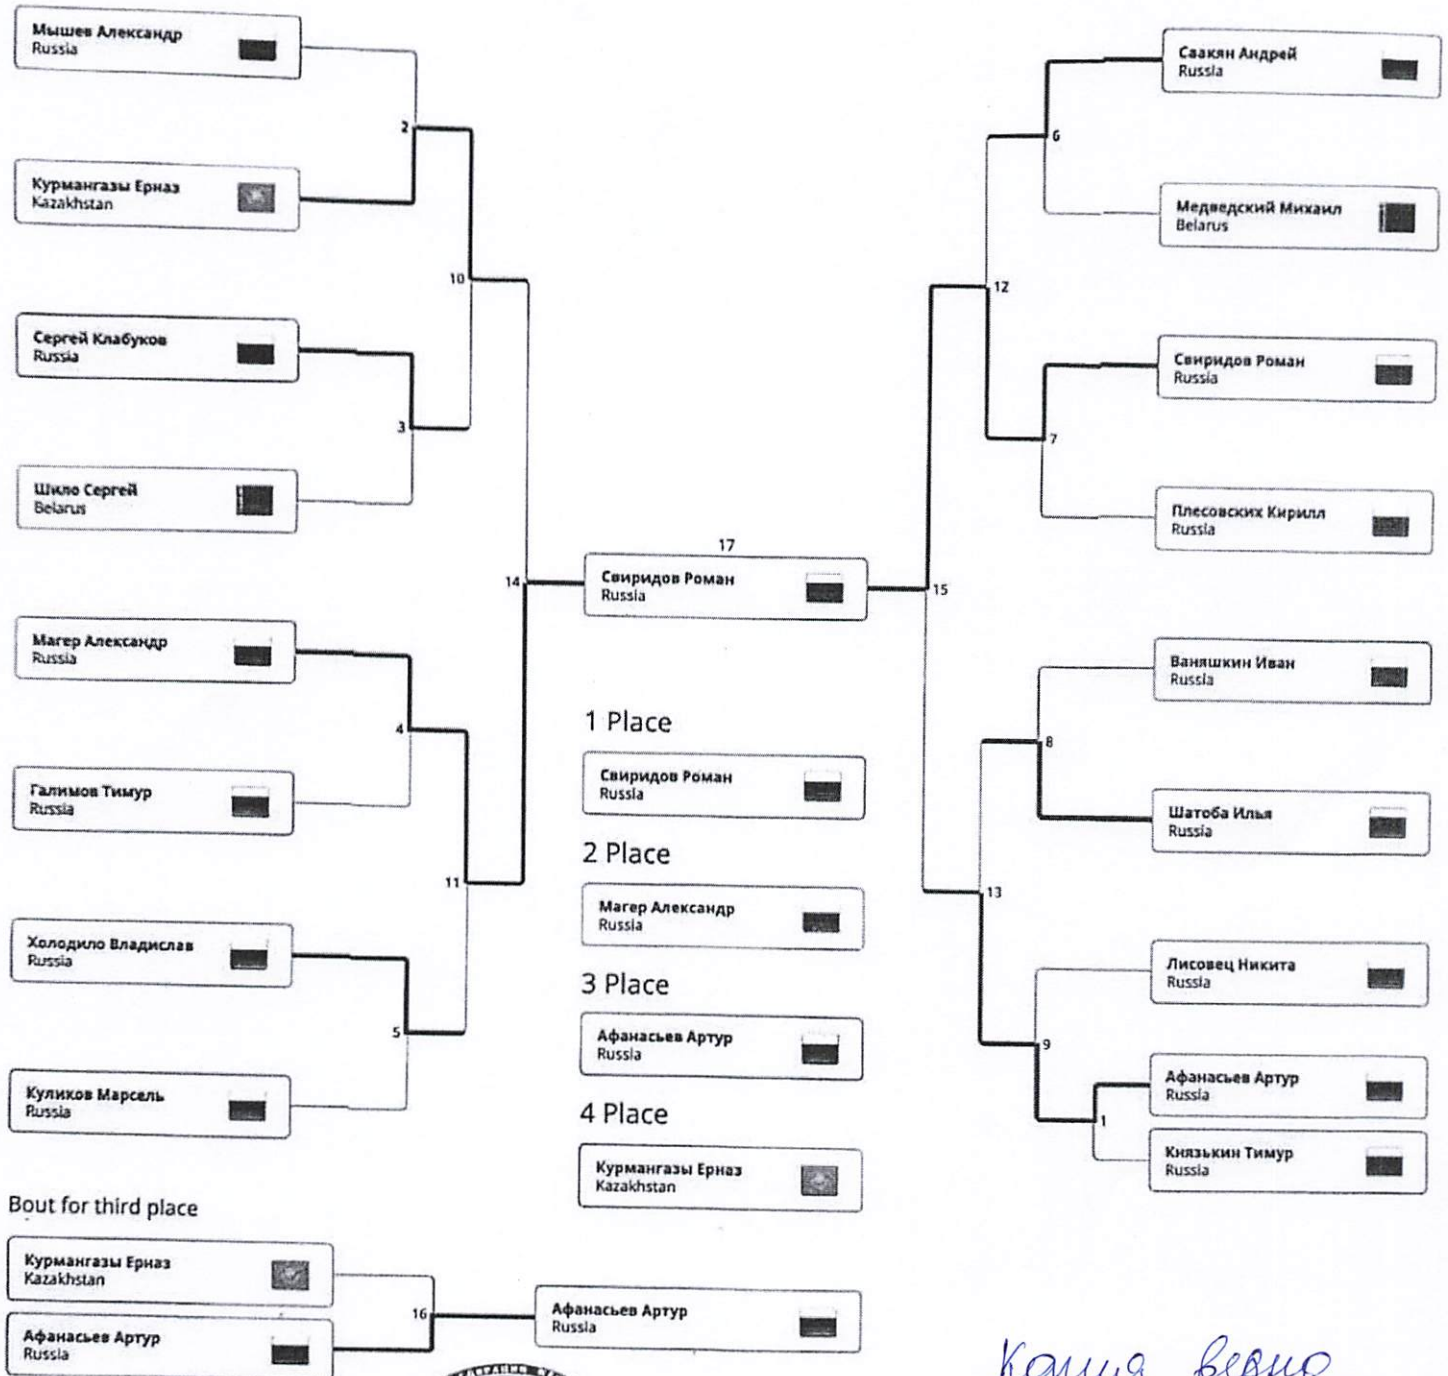 Мышев Александр
Russia
2
Курмангазы Ерназ
Kazakhstan
10
Сергей Клабуков
Russia
3
Шило Сергей
Belarus
14
Магер Александр
Russia
4
Галимов Тимур
Russia
11
Холодило Владислав
Russia
5
Куликов Марсель
Russia
17
Свиридов Роман
Russia
1 Place
Свиридов Роман
Russia
2 Place
Магер Александр
Russia
3 Place
Афанасьев Артур
Russia
4 Place
Курмангазы Ерназ
Kazakhstan
Саакян Андрей
Russia
6
Медведский Михаил
Belarus
12
Свиридов Роман
Russia
7
Плесовских Кирилл
Russia
15
Ваняшкин Иван
Russia
8
Шатоба Илья
Russia
13
Лисовец Никита
Russia
9
Афанасьев Артур
Russia
1
Князькин Тимур
Russia
Bout for third place
Курмангазы Ерназ
Kazakhstan
16
Афанасьев Артур
Russia
Афанасьев Артур
Russia
Копия верна